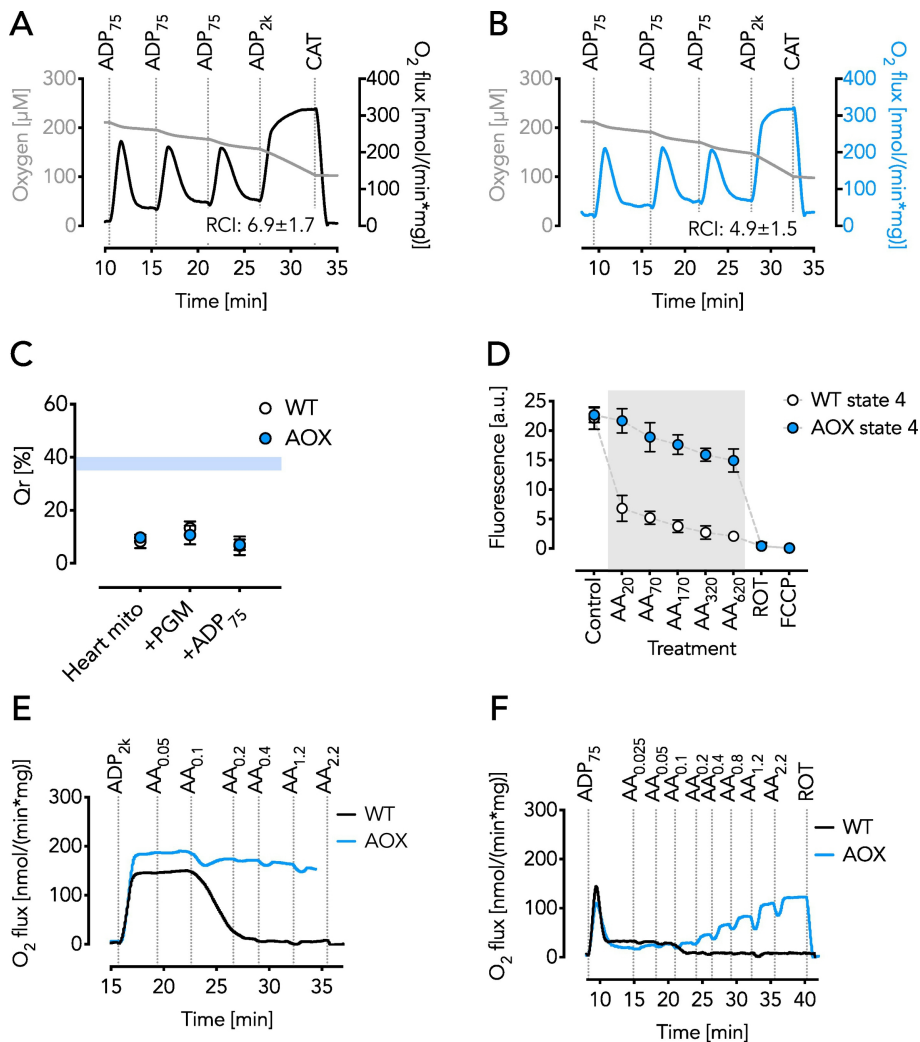 A
ADP75 ADP75 ADP75 ADP2k CAT
Oxygen [µM]
300
200
100
0
O2 flux [nmol/(min*mg)]
400
300
200
100
0
RCI: 6.9±1.7
10 15 20 25 30 35
Time [min]
B
ADP75 ADP75 ADP75 ADP2k CAT
Oxygen [µM]
300
200
100
0
O2 flux [nmol/(min*mg)]
400
300
200
100
0
RCI: 4.9±1.5
10 15 20 25 30 35
Time [min]
C
Qr [%]
60
40
20
0
WT
AOX
Heart mito +PGM +ADP75
D
Fluorescence [a.u.]
25
20
15
10
5
0
WT state 4
AOX state 4
Control AA20 AA70 AA170 AA320 AA620 ROT FCCP
Treatment
E
ADP2k AA0.05 AA0.1 AA0.2 AA0.4 AA1.2 AA2.2
O2 flux [nmol/(min*mg)]
300
200
100
0
WT
AOX
15 20 25 30 35
Time [min]
F
ADP75 AA0.025 AA0.05 AA0.1 AA0.2 AA0.4 AA0.8 AA1.2 AA2.2 ROT
O2 flux [nmol/(min*mg)]
300
200
100
0
WT
AOX
10 15 20 25 30 35 40
Time [min]